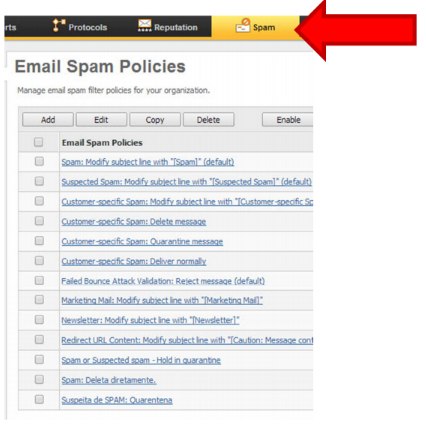 rts Protocols Reputation Spam
Email Spam Policies
Manage email spam filter policies for your organization.
Add Edit Copy Delete Enable
Email Spam Policies
Spam: Modify subject line with "[Spam]" (default)
Suspected Spam: Modify subject line with "[Suspected Spam]" (default)
Customer-specific Spam: Modify subject line with "[Customer-specific Sp
Customer-specific Spam: Delete message
Customer-specific Spam: Quarantine message
Customer-specific Spam: Deliver normally
Failed Bounce Attack Validation: Reject message (default)
Marketing Mail: Modify subject line with "[Marketing Mail]"
Newsletter: Modify subject line with "[Newsletter]"
Redirect URL Content: Modify subject line with "[Caution: Message cont
Spam or Suspected spam - Hold in quarantine
Spam: Deleta diretamente.
Suspeita de SPAM: Quarentena